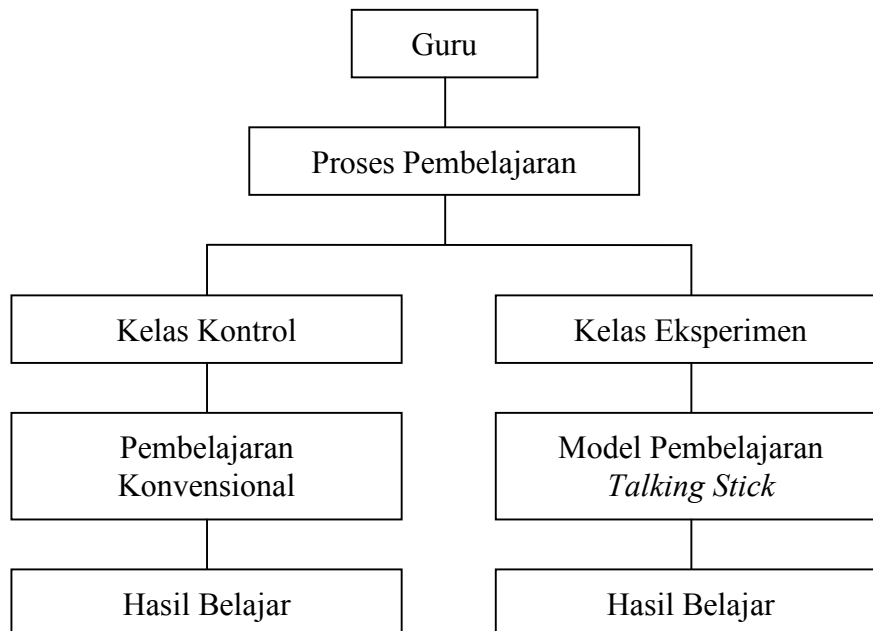 Guru
Proses Pembelajaran
Kelas Kontrol
Kelas Eksperimen
Pembelajaran
Konvensional
Model Pembelajaran
Talking Stick
Hasil Belajar
Hasil Belajar